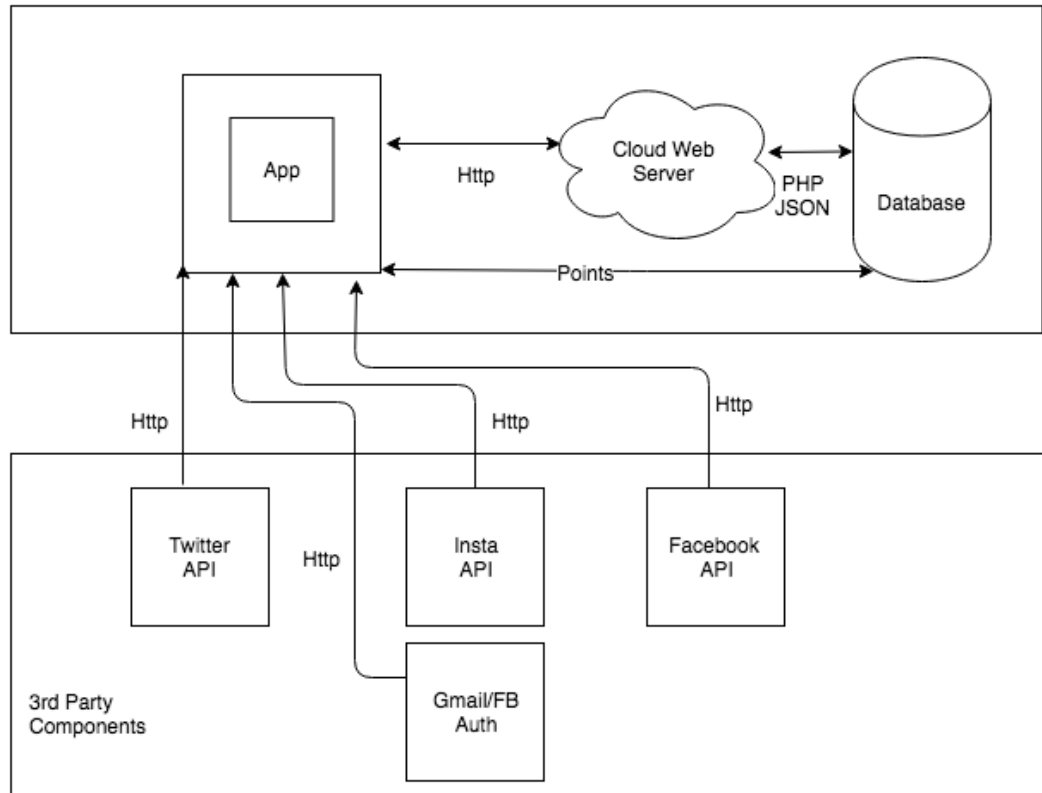 App
Http
Cloud Web
Server
PHP
JSON
Database
Points
Http
Http
Http
Twitter
API
Http
Insta
API
Facebook
API
3rd Party
Components
Gmail/FB
Auth